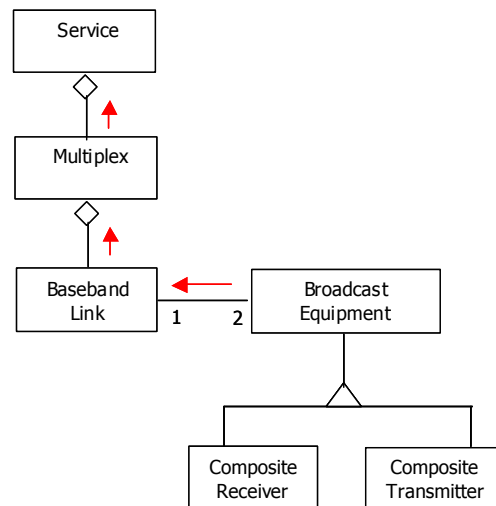 Service
Multiplex
Baseband
Link
1
2
Broadcast
Equipment
Composite
Receiver
Composite
Transmitter